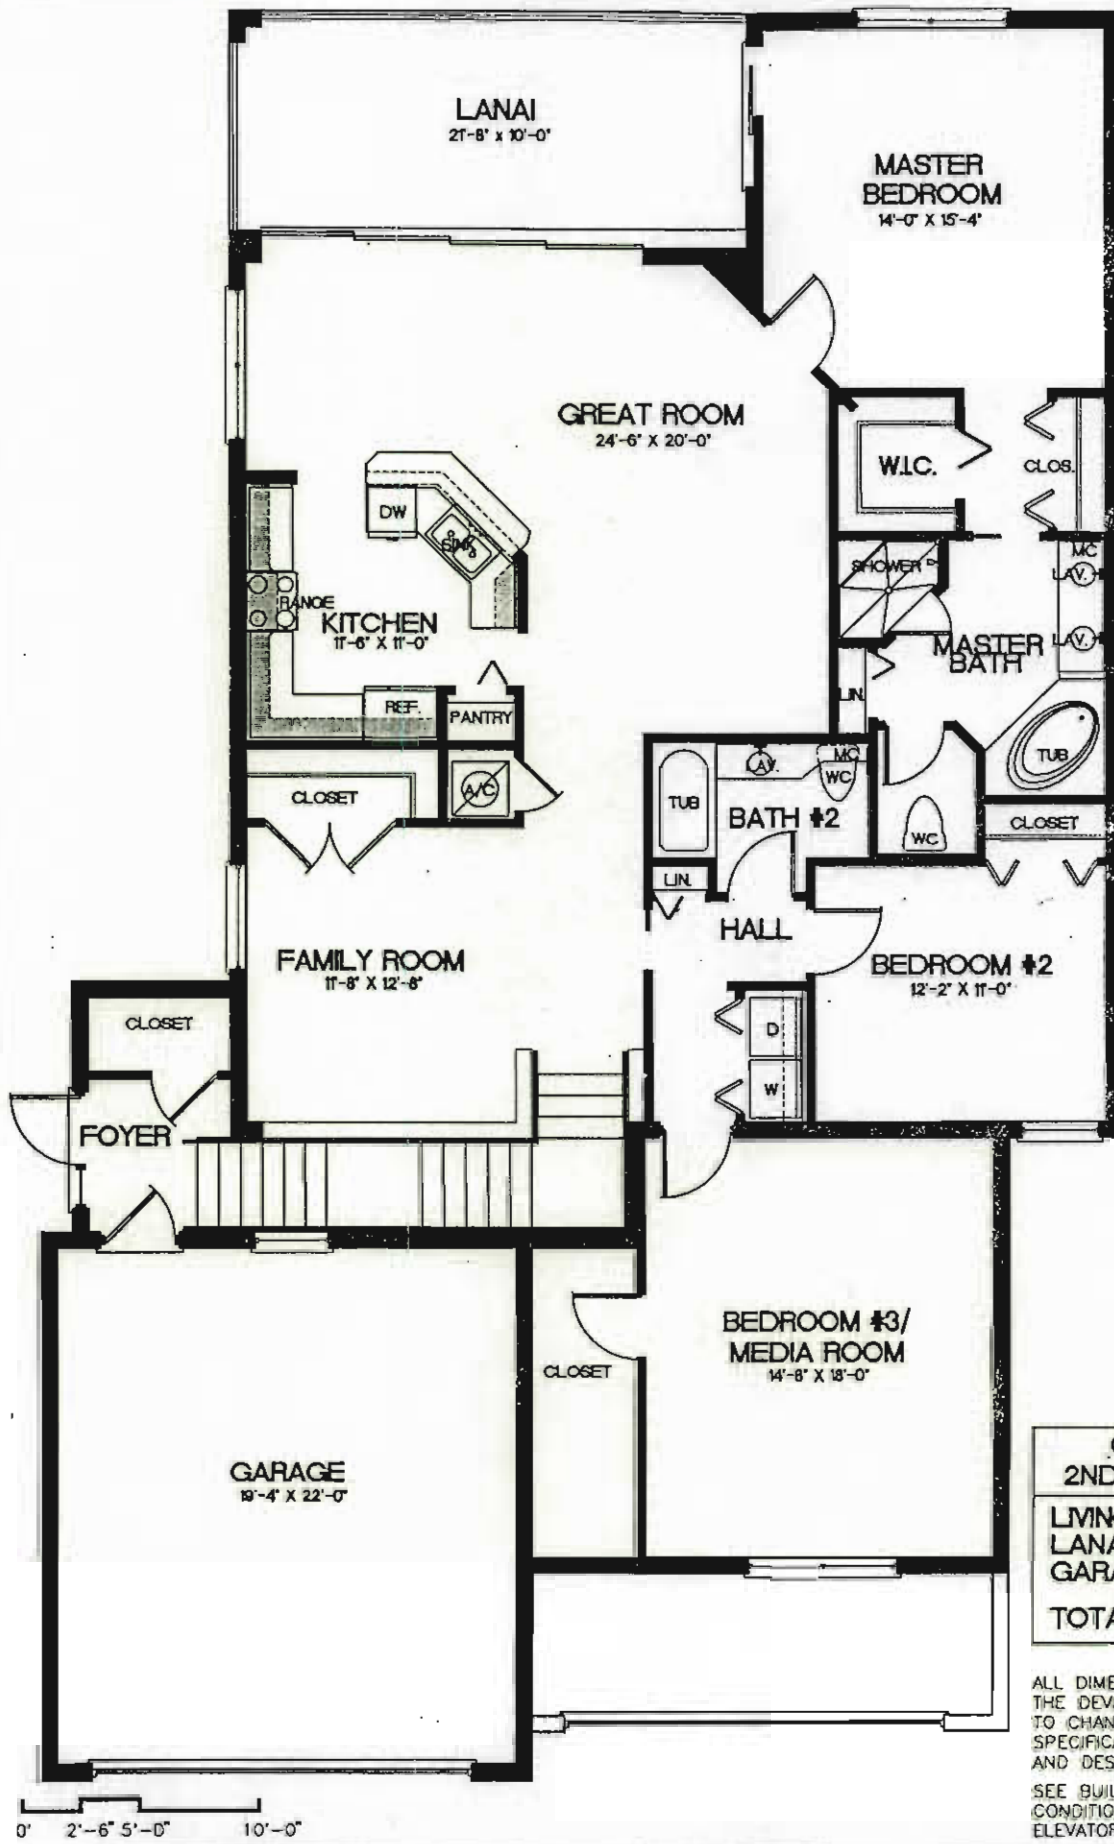 LANAI
21'-8" x 10'-0"
MASTER
BEDROOM
14'-0" X 15'-4"
GREAT ROOM
24'-6" X 20'-0"
W.I.C.
CLOS.
DW
SINK
SHOWER
MC
LAV.
RANGE
KITCHEN
11'-6" X 11'-0"
LAV.
MASTER
BATH
LIN.
REF.
PANTRY
TUB
CLOSET
A/C
TUB
LAV.
MC
WC
BATH #2
WC
CLOSET
LIN.
HALL
FAMILY ROOM
11'-8" X 12'-8"
BEDROOM #2
12'-2" X 11'-0"
CLOSET
D
W
FOYER
BEDROOM #3/
MEDIA ROOM
14'-8" X 18'-0"
CLOSET
GARAGE
19'-4" X 22'-0"
2ND
LIVIN
LANA
GARA
TOTA
ALL DIME
THE DEV
TO CHAN
SPECIFICA
AND DES
SEE BUIL
CONDITIO
ELEVATOR
0' 2'-6" 5'-0" 10'-0"